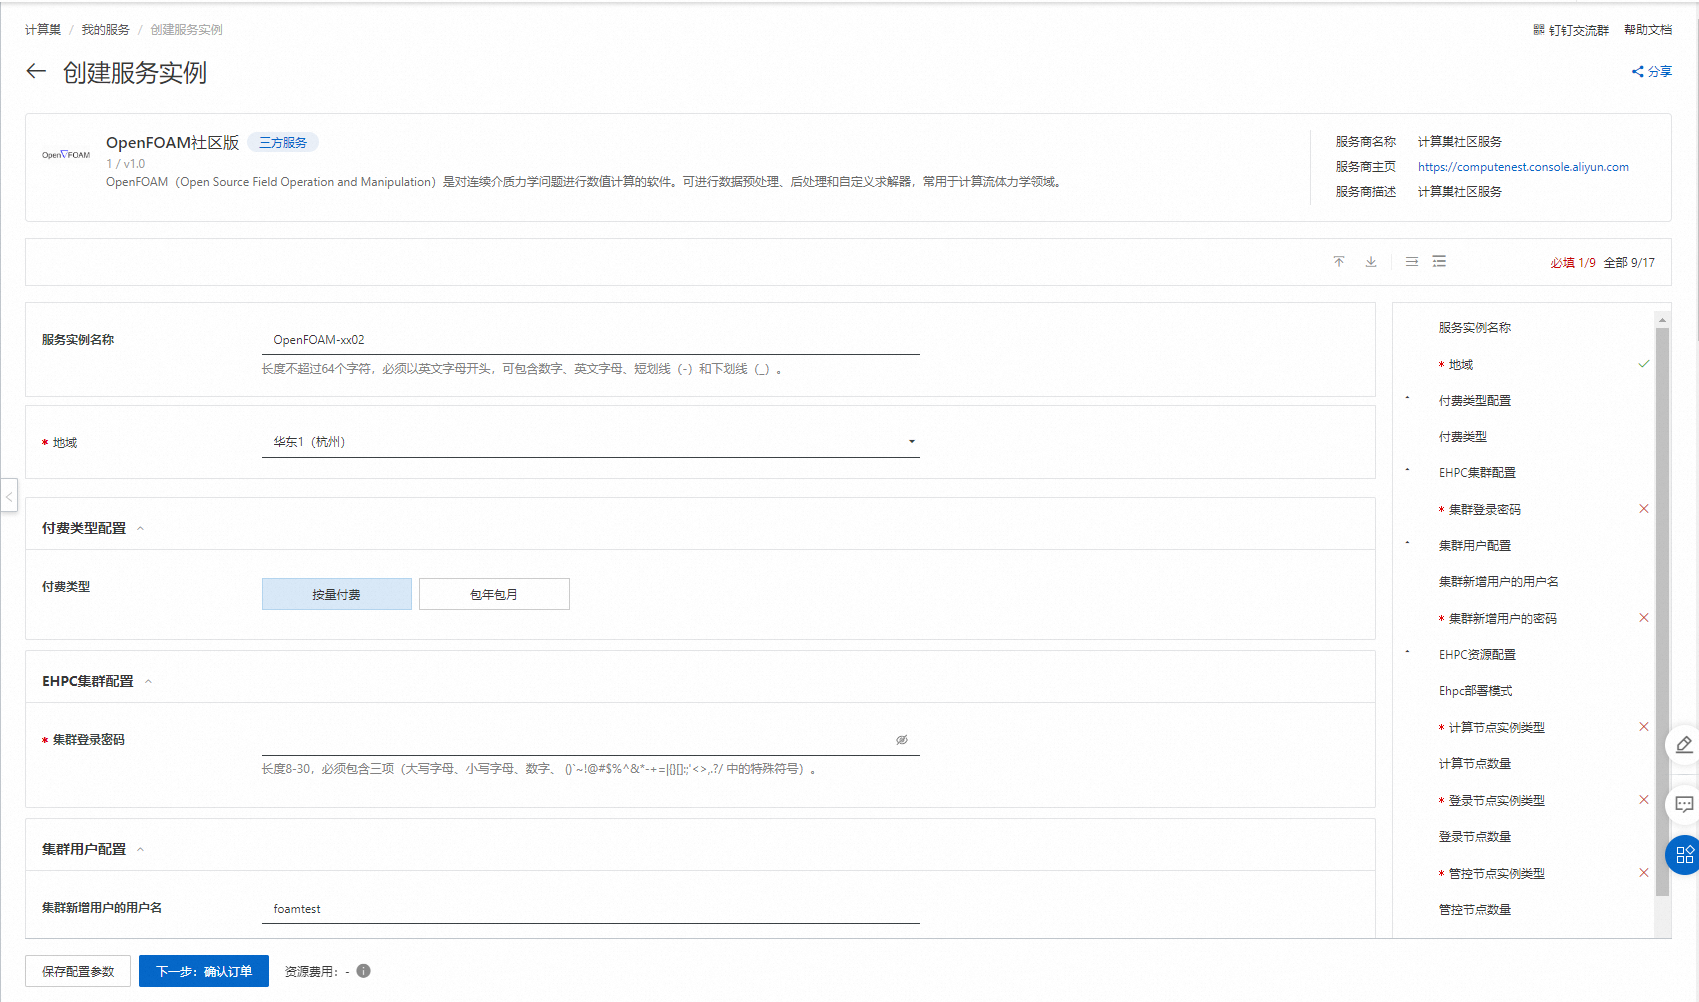 计算巢 / 我的服务 / 创建服务实例
钉钉交流群 帮助文档
创建服务实例
分享
Open▽FOAM
OpenFOAM社区版 三方服务
1 / v1.0
OpenFOAM（Open Source Field Operation and Manipulation）是对连续介质力学问题进行数值计算的软件。可进行数据预处理、后处理和自定义求解器，常用于计算流体力学领域。
服务商名称 计算巢社区服务
服务商主页 https://computenest.console.aliyun.com
服务商描述 计算巢社区服务
必填 1/9 全部 9/17
服务实例名称
OpenFOAM-xx02
长度不超过64个字符，必须以英文字母开头，可包含数字、英文字母、短划线（-）和下划线（_）。
* 地域
华东1（杭州）
付费类型配置
付费类型
按量付费 包年包月
EHPC集群配置
* 集群登录密码
长度8-30，必须包含三项（大写字母、小写字母、数字、 ()`~!@#$%^&*-+=|{}[]:;'<>,.?/ 中的特殊符号）。
集群用户配置
集群新增用户的用户名
foamtest
服务实例名称
* 地域
付费类型配置
付费类型
EHPC集群配置
* 集群登录密码
集群用户配置
集群新增用户的用户名
* 集群新增用户的密码
EHPC资源配置
Ehpc部署模式
* 计算节点实例类型
计算节点数量
* 登录节点实例类型
登录节点数量
* 管控节点实例类型
管控节点数量
保存配置参数 下一步：确认订单 资源费用： -